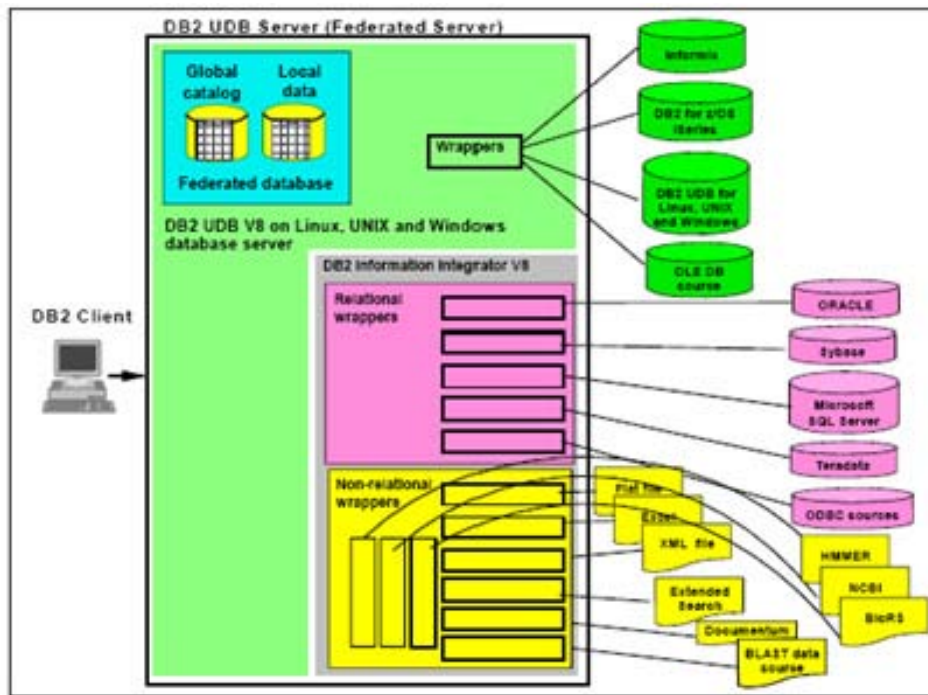 DB2 UDB Server (Federated Server)
Global
catalog
Local
data
Federated database
Wrappers
DB2 UDB V8 on Linux, UNIX and Windows
database server
Informix
DB2 for z/OS
iSeries
DB2 UDB for
Linux, UNIX
and Windows
OLE DB
source
DB2 Client
DB2 Information Integrator V8
Relational
wrappers
ORACLE
Sybase
Microsoft
SQL Server
Teradata
ODBC sources
Non-relational
wrappers
Flat file
Excel
XML file
Extended
Search
Documentum
BLAST data
source
HMMER
NCBI
BioRS